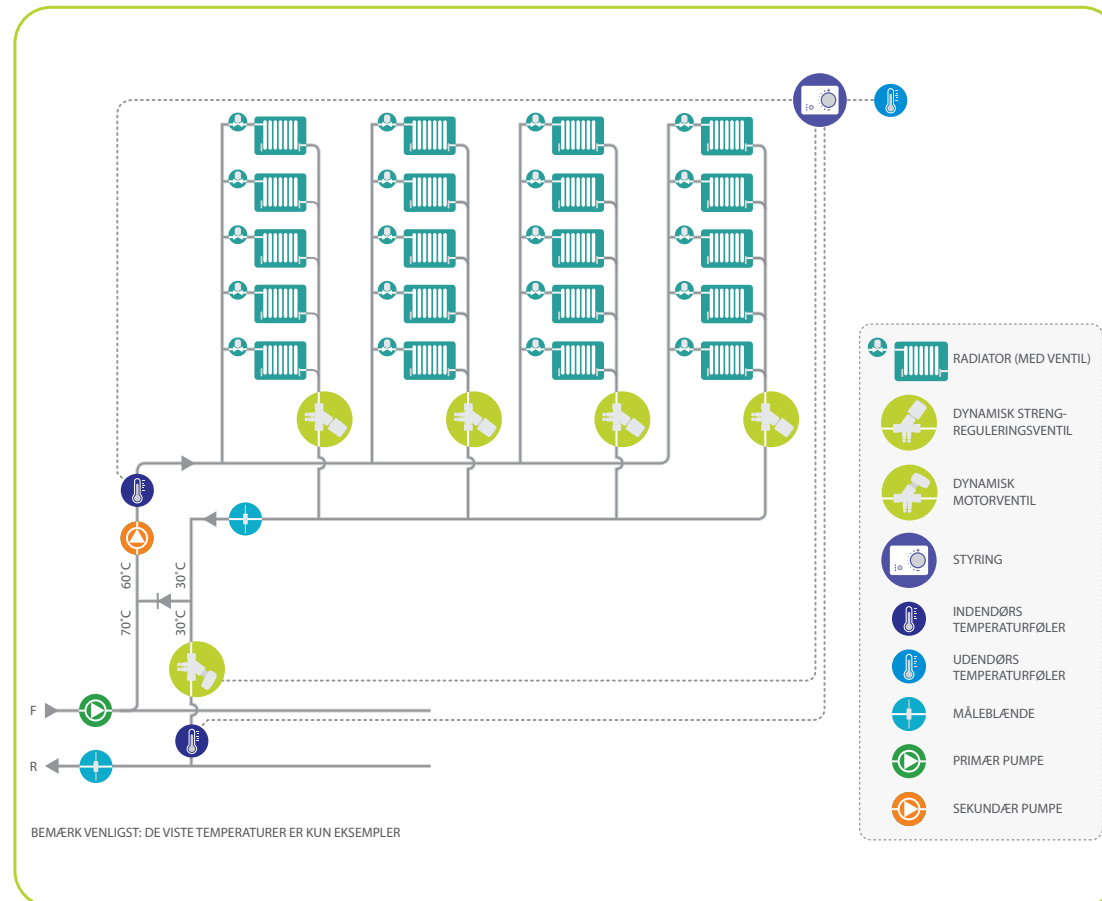 60˚C
30˚C
70˚C
30˚C
F
R
BEMÆRK VENLIGST: DE VISTE TEMPERATURER ER KUN EKSEMPLER
RADIATOR (MED VENTIL)
DYNAMISK STRENG-
REGULERINGSVENTIL
DYNAMISK
MOTORVENTIL
STYRING
INDENDØRS
TEMPERATURFØLER
UDENDØRS
TEMPERATURFØLER
MÅLEBLÆNDE
PRIMÆR PUMPE
SEKUNDÆR PUMPE